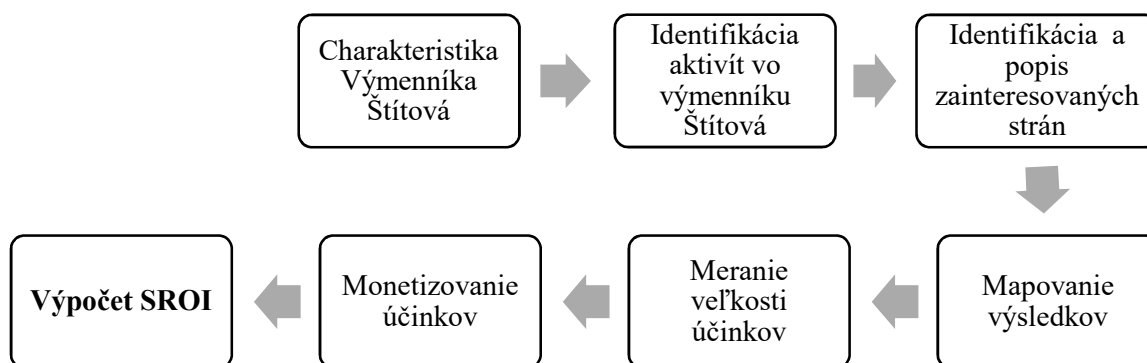 Charakteristika
Výmenníka
Štítová
Identifikácia
aktivít vo
výmenníku
Štítová
Identifikácia a
popis
zainteresovaných
strán
Mapovanie
výsledkov
Meranie
veľkosti
účinkov
Monetizovanie
účinkov
Výpočet SROI